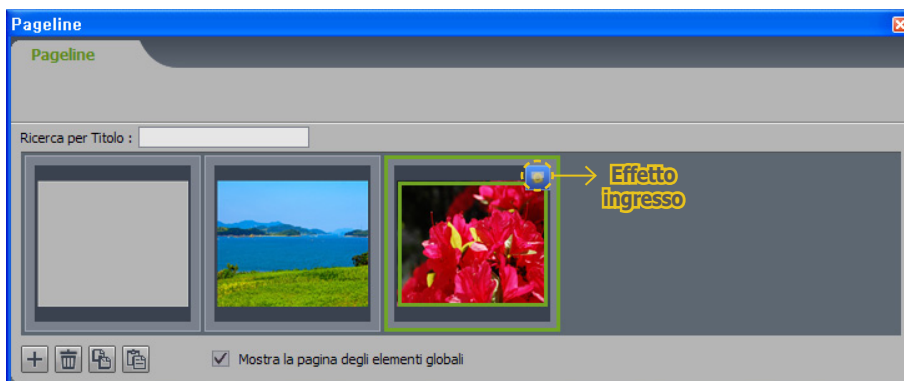 Pageline
Pageline
Ricerca per Titolo :
Effetto
ingresso
Mostra la pagina degli elementi globali